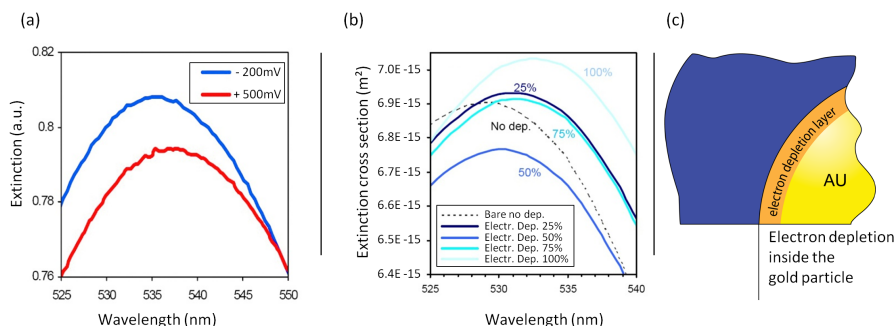 (a)
0.82
0.8
0.78
0.76
Extinction (a.u.)
- 200mV
+ 500mV
525
530
535
540
545
550
Wavelength (nm)
(b)
7.0E-15
6.9E-15
6.8E-15
6.7E-15
6.6E-15
6.5E-15
6.4E-15
Extinction cross section (m²)
100%
25%
No dep.
75%
50%
Bare no dep.
Electr. Dep. 25%
Electr. Dep. 50%
Electr. Dep. 75%
Electr. Dep. 100%
525
530
535
540
Wavelength (nm)
(c)
electron depletion layer
AU
Electron depletion
inside the
gold particle